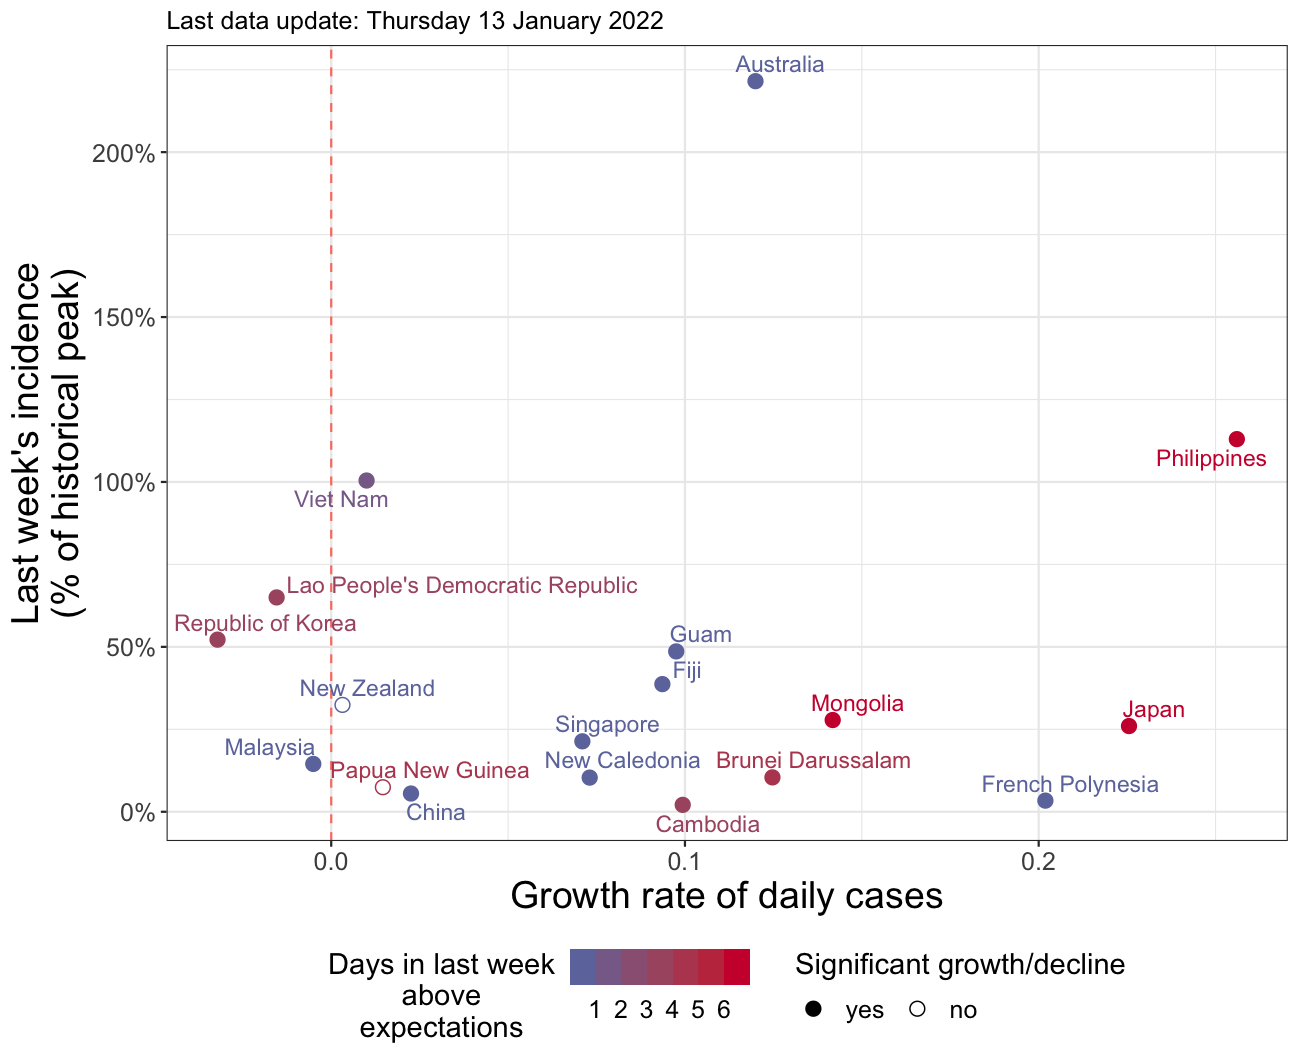 Last data update: Thursday 13 January 2022
Australia
200%
150%
Philippines
100%
Viet Nam
Lao People's Democratic Republic
Republic of Korea
50%
Guam
Fiji
New Zealand
Mongolia
Japan
Singapore
Malaysia
New Caledonia
Brunei Darussalam
Papua New Guinea
French Polynesia
China
0%
Cambodia
Last week's incidence
(% of historical peak)
0.0
0.1
0.2
Growth rate of daily cases
Days in last week
above
expectations
1 2 3 4 5 6
Significant growth/decline
yes
no